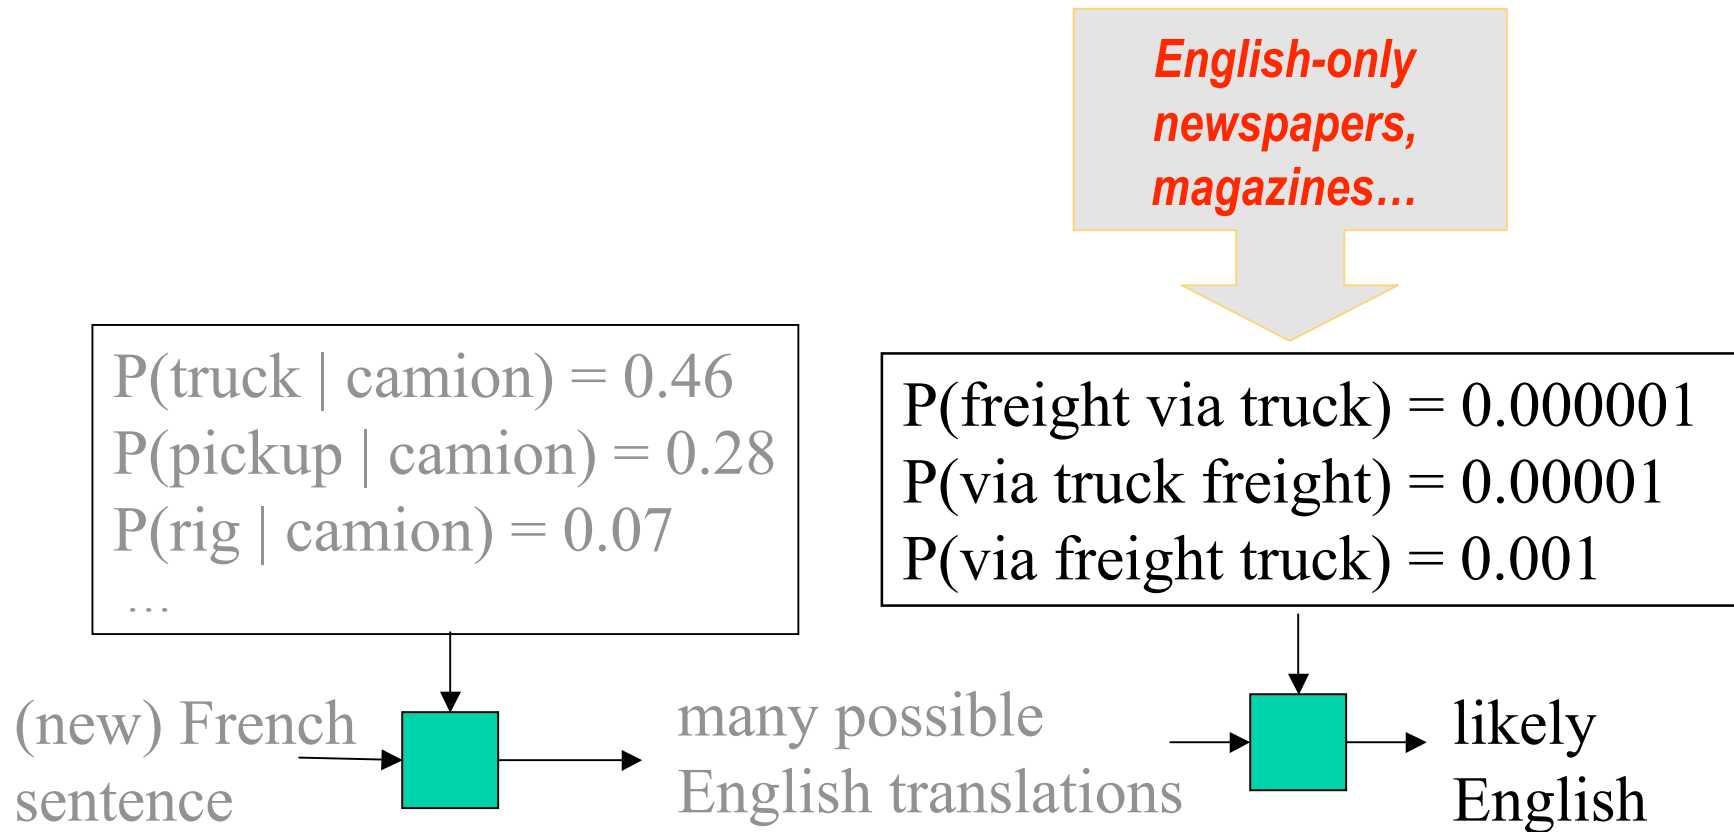 English-only
newspapers,
magazines…
P(truck | camion) = 0.46
P(pickup | camion) = 0.28
P(rig | camion) = 0.07
…
P(freight via truck) = 0.000001
P(via truck freight) = 0.00001
P(via freight truck) = 0.001
(new) French
sentence
many possible
English translations
likely
English